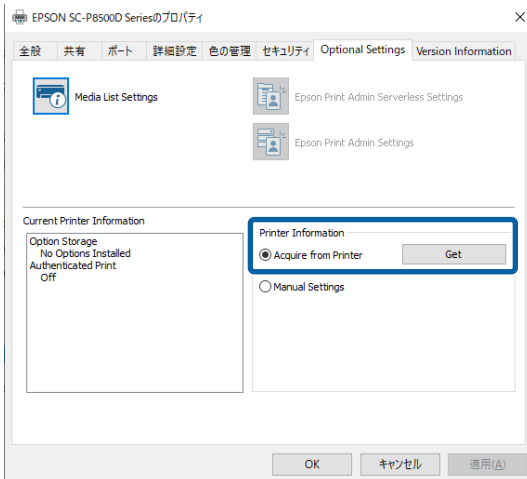 EPSON SC-P8500D Seriesのプロパティ
全般 共有 ポート 詳細設定 色の管理 セキュリティ Optional Settings Version Information
Media List Settings
Epson Print Admin Serverless Settings
Epson Print Admin Settings
Current Printer Information
Option Storage
No Options Installed
Authenticated Print
Off
Printer Information
Acquire from Printer Get
Manual Settings
OK キャンセル 適用(A)